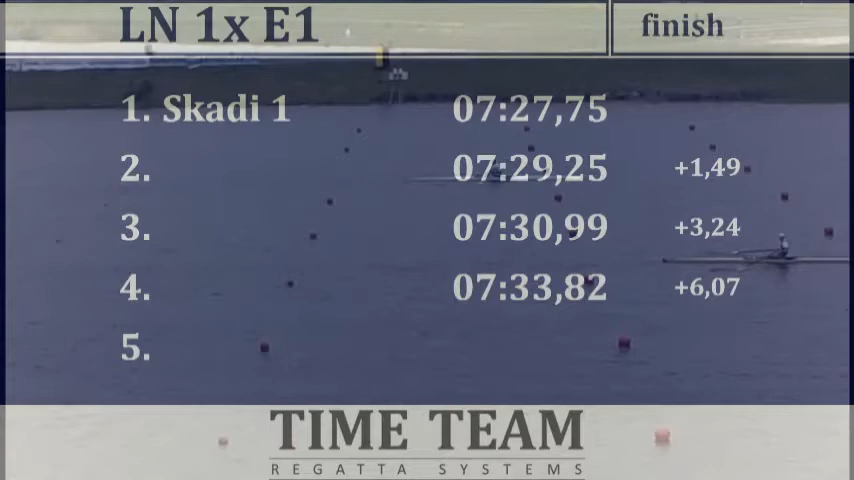 LN 1x E1 finish
1. Skadi 1 07:27,75
2. 07:29,25 +1,49
3. 07:30,99 +3,24
4. 07:33,82 +6,07
5.
TIME TEAM
REGATTA SYSTEMS